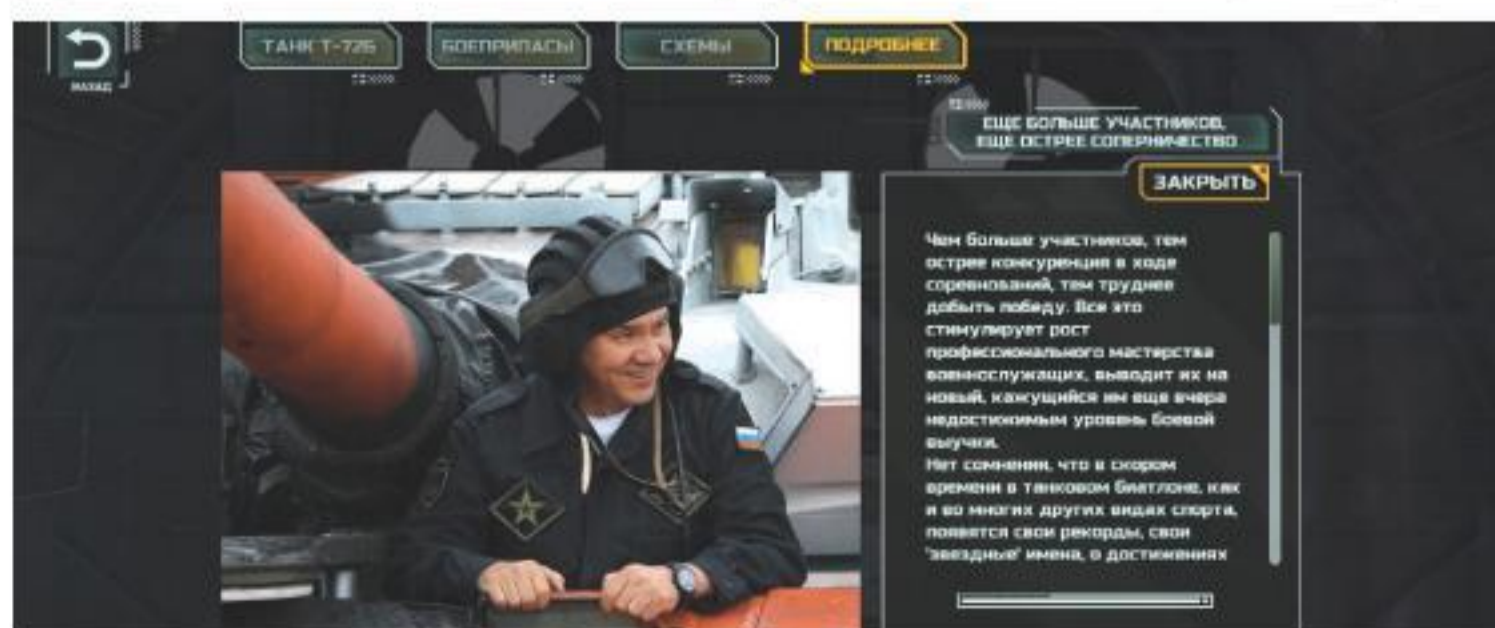 НАЗАД
ТАНК Т-72Б
БОЕПРИПАСЫ
СХЕМЫ
ПОДРОБНЕЕ
ЕЩЕ БОЛЬШЕ УЧАСТНИКОВ,
ЕЩЕ ОСТРЕЕ СОПЕРНИЧЕСТВО
ЗАКРЫТЬ
Чем больше участников, тем
острее конкуренция в ходе
соревнований, тем труднее
добыть победу. Все это
стимулирует рост
профессионального мастерства
военнослужащих, выводит их на
новый, кажущийся им еще вчера
недостижимым уровень боевой
выучки.
Нет сомнения, что в скором
времени в танковом биатлоне, как
и во многих других видах спорта,
появятся свои рекорды, свои
'звездные' имена, о достижениях